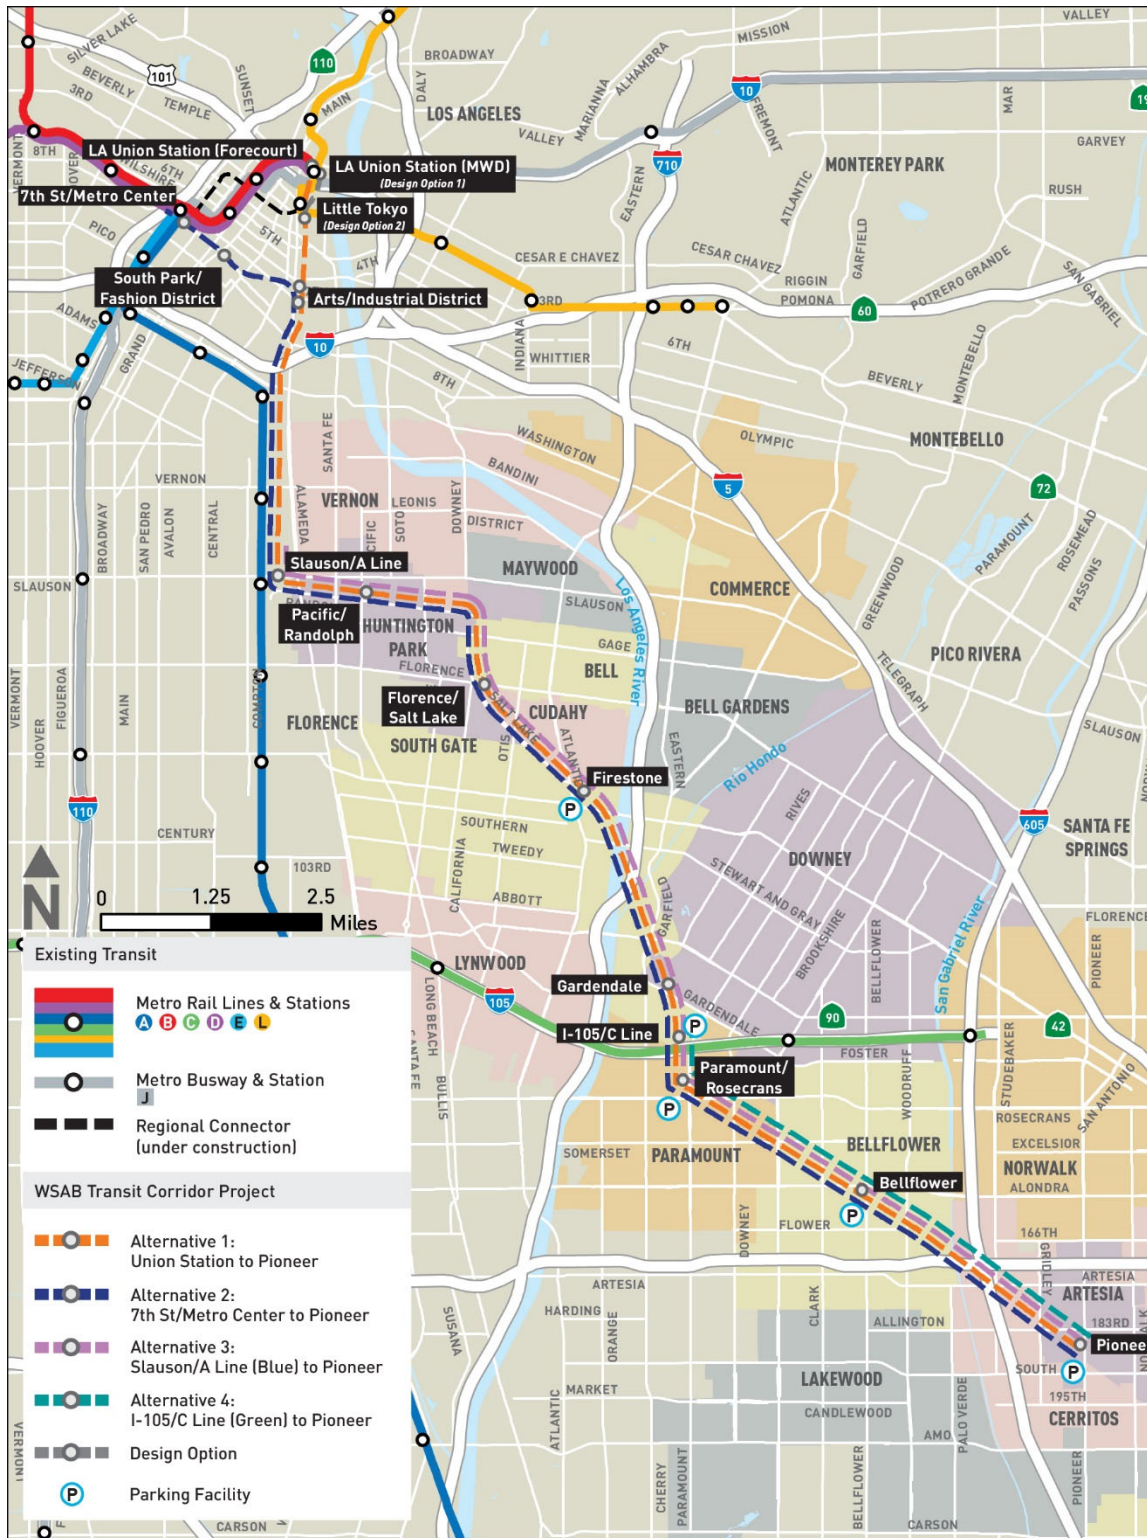 SILVER LAKE
BEVERLY
3RD
TEMPLE
SUNSET
101
110
MAIN
BROADWAY
DALY
LOS ANGELES
VALLEY
MARIANNA
ALHAMBRA
MISSION
VALLEY
10
FREMONT
MAR
19
GARVEY
VERMONT
8TH
HOOVER
WILSHIRE
6TH
LA Union Station (Forecourt)
7th St/Metro Center
LA Union Station (MWD)
(Design Option 1)
Little Tokyo
(Design Option 2)
EASTERN
710
MONTEREY PARK
ATLANTIC
RUSH
GARFIELD
PICO
5TH
4TH
CESAR E CHAVEZ
CESAR CHAVEZ
RIGGIN
POMONA
POTRERO GRANDE
SAN GABRIEL
South Park/
Fashion District
Arts/Industrial District
3RD
60
ADAMS
GRAND
JEFFERSON
10
INDIANA
WHITTIER
6TH
8TH
BEVERLY
MONTEBELLO
MONTEBELLO
SANTA FE
WASHINGTON
BANDINI
OLYMPIC
5
72
VERNON
VERNON
LEONIS
DOWNEY
DISTRICT
SOTO
ALAMEDA
BROADWAY
SAN PEDRO
AVALON
CENTRAL
PARAMOUNT
ROSEMEAD
PASSONS
SLAUSON
Slauson/A Line
MAYWOOD
SLAUSON
COMMERCE
GREENWOOD
Los Angeles River
Pacific/
Randolph
HUNTINGTON
PARK
FLORENCE
GAGE
BELL
PICO RIVERA
TELEGRAPH
VERMONT
HOOVER
FIGUEROA
MAIN
COMPTON
FLORENCE
Florence/
Salt Lake
SALT LAKE
CUDAHY
BELL GARDENS
SLAUSON
SOUTH GATE
OTIS
ATLANTIC
EASTERN
Rio Hondo
Firestone
P
110
605
CENTURY
SOUTHERN
TWEEDY
RIVES
DOWNEY
SANTA FE
SPRINGS
103RD
CALIFORNIA
ABBOTT
STEWART AND GRAY
BROOKSHIRE
BELLFLOWER
GARFIELD
San Gabriel River
FLORENCE
PIONEER
N
0 1.25 2.5
Miles
LYNWOOD
105
LONG BEACH
SANTA FE
BULLIS
Gardendale
GARDENDALE
I-105/C Line
P
90
42
FOSTER
Paramount/
Rosecrans
P
WOODRUFF
STUDEBAKER
ROSECRANS
SAN ANTONIO
EXCELSIOR
SOMERSET
PARAMOUNT
BELLFLOWER
NORWALK
ALONDRA
Bellflower
P
DOWNEY
FLOWER
166TH
GRIDLEY
ARTESIA
ARTESIA
ARTESIA
183RD
HARDING
ORANGE
CLARK
ALLINGTON
SUSANA
Pioneer
P
SOUTH
195TH
MARKET
LAKEWOOD
CANDLEWOOD
PALO VERDE
CERRITOS
ATLANTIC
CHERRY
PARAMOUNT
BELLFLOWER
PIONEER
CARSON
CARSON
VERMONT
Existing Transit
Metro Rail Lines & Stations
A B C D E L
Metro Busway & Station
J
Regional Connector
(under construction)
WSAB Transit Corridor Project
Alternative 1:
Union Station to Pioneer
Alternative 2:
7th St/Metro Center to Pioneer
Alternative 3:
Slauson/A Line (Blue) to Pioneer
Alternative 4:
I-105/C Line (Green) to Pioneer
Design Option
P Parking Facility